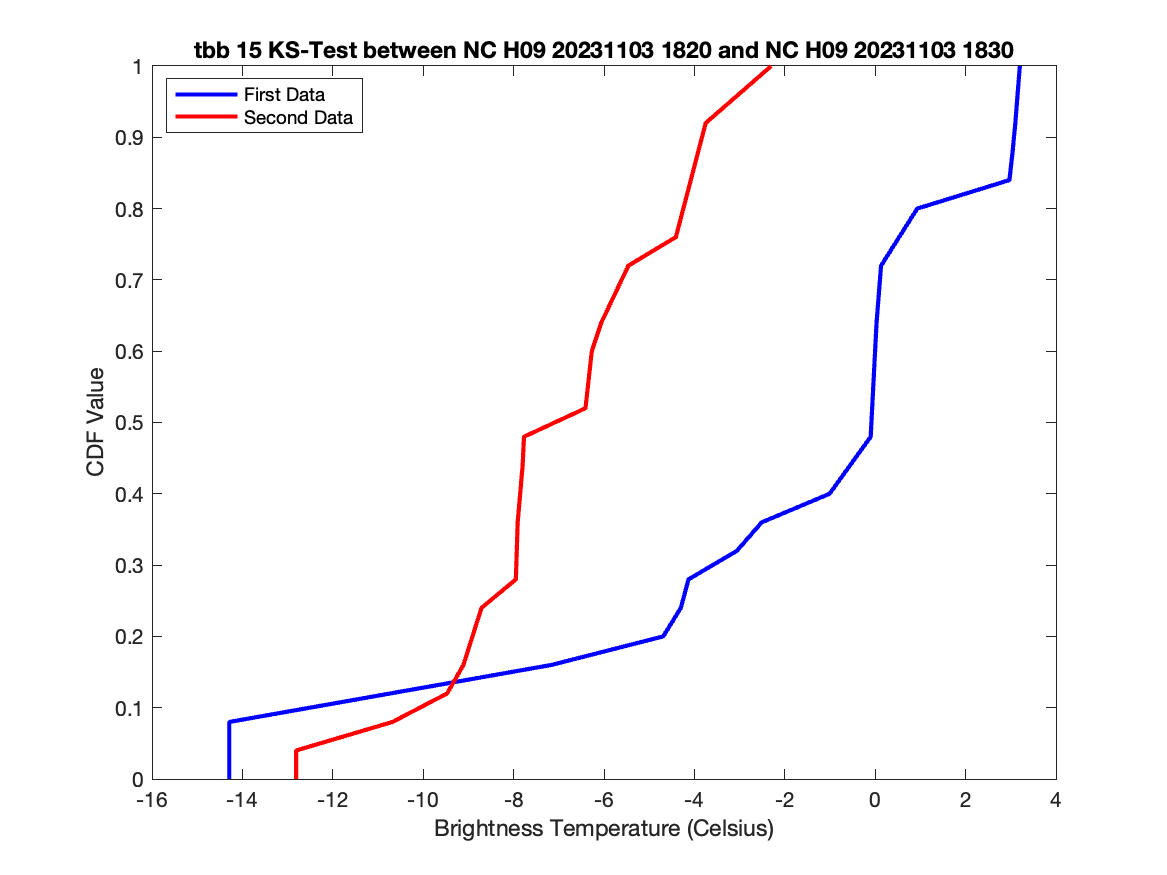 tbb 15 KS-Test between NC H09 20231103 1820 and NC H09 20231103 1830
First Data
Second Data
CDF Value
1
0.9
0.8
0.7
0.6
0.5
0.4
0.3
0.2
0.1
0
-16 -14 -12 -10 -8 -6 -4 -2 0 2 4
Brightness Temperature (Celsius)